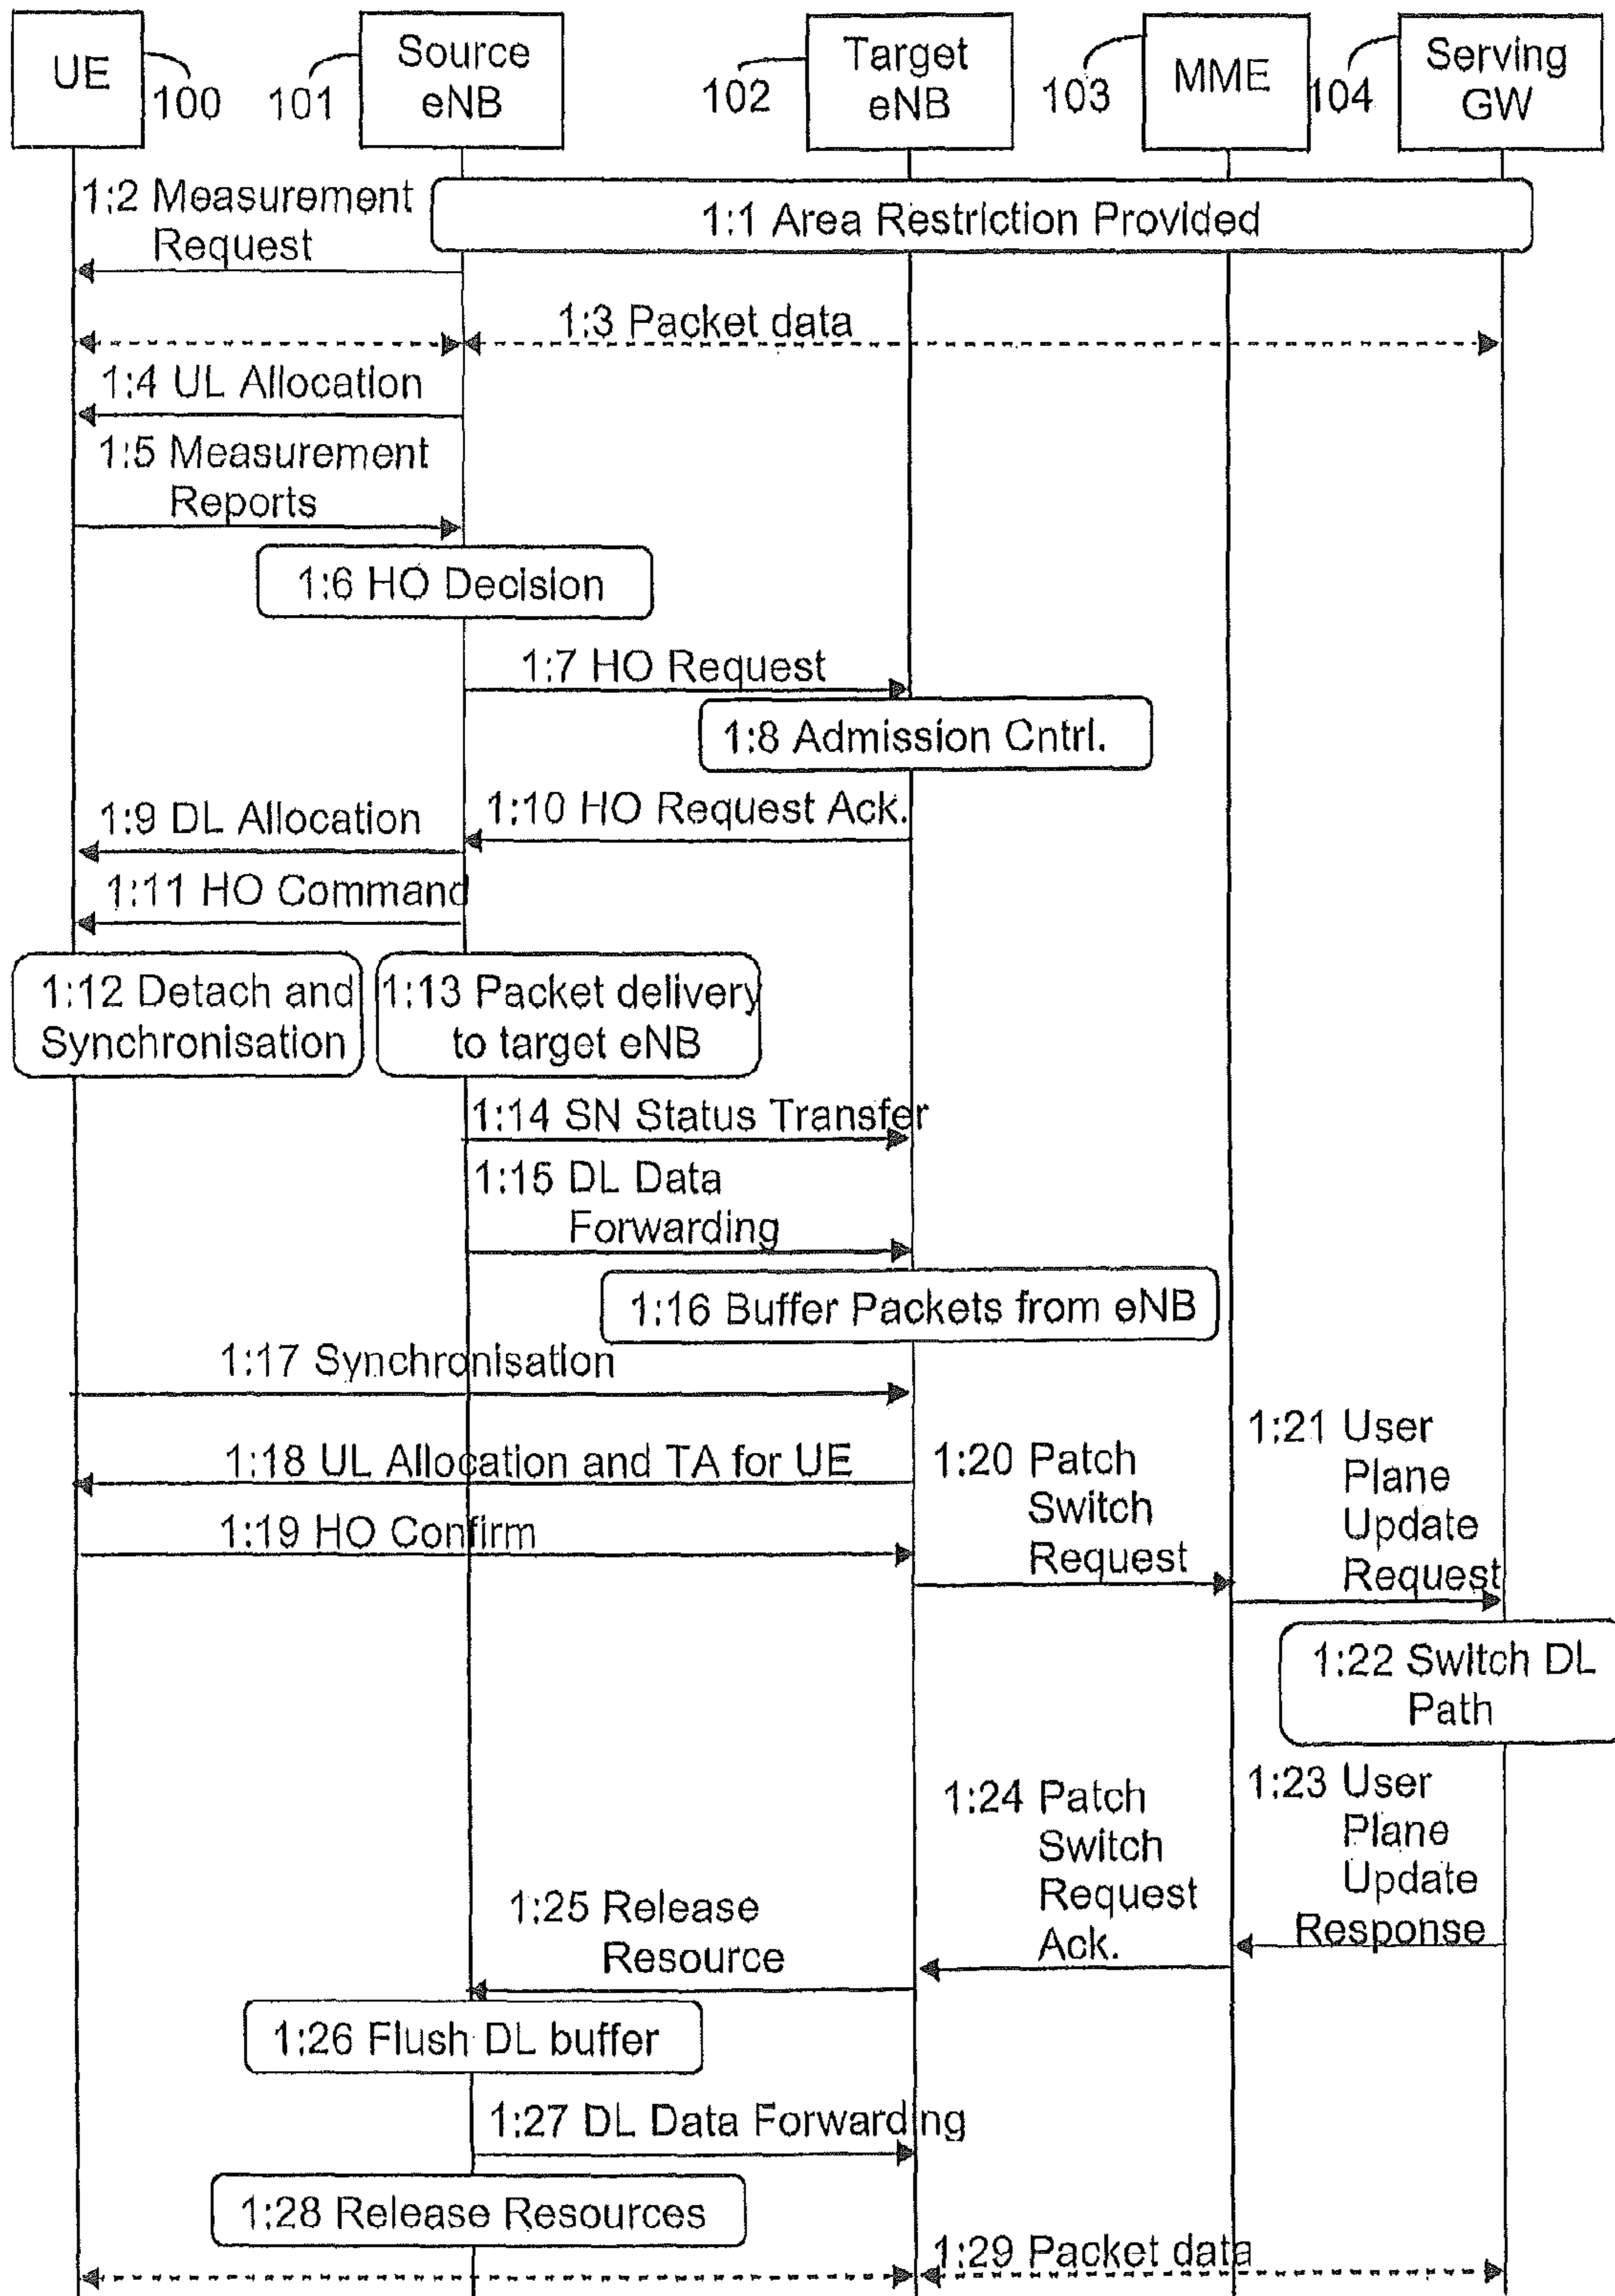 UE
100
101
Source
eNB
102
Target
eNB
103
MME
104
Serving
GW
1:2 Measurement
Request
1:1 Area Restriction Provided
1:3 Packet data
1:4 UL Allocation
1:5 Measurement
Reports
1:6 HO Decision
1:7 HO Request
1:8 Admission Cntrl.
1:9 DL Allocation
1:10 HO Request Ack.
1:11 HO Command
1:12 Detach and
Synchronisation
1:13 Packet delivery
to target eNB
1:14 SN Status Transfer
1:15 DL Data
Forwarding
1:16 Buffer Packets from eNB
1:17 Synchronisation
1:18 UL Allocation and TA for UE
1:19 HO Confirm
1:20 Patch
Switch
Request
1:21 User
Plane
Update
Request
1:22 Switch DL
Path
1:23 User
Plane
Update
Response
1:24 Patch
Switch
Request
Ack.
1:25 Release
Resource
1:26 Flush DL buffer
1:27 DL Data Forwarding
1:28 Release Resources
1:29 Packet data